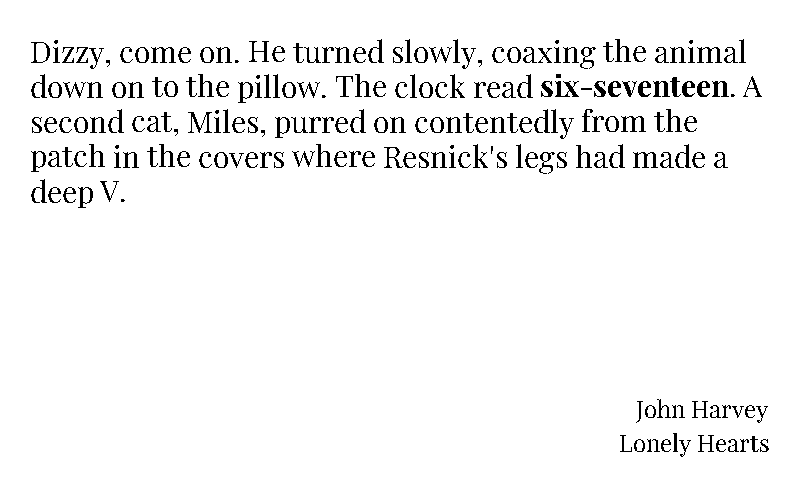 Dizzy, come on. He turned slowly, coaxing the animal
down on to the pillow. The clock read six-seventeen. A
second cat, Miles, purred on contentedly from the
patch in the covers where Resnick's legs had made a
deep V.
John Harvey
Lonely Hearts